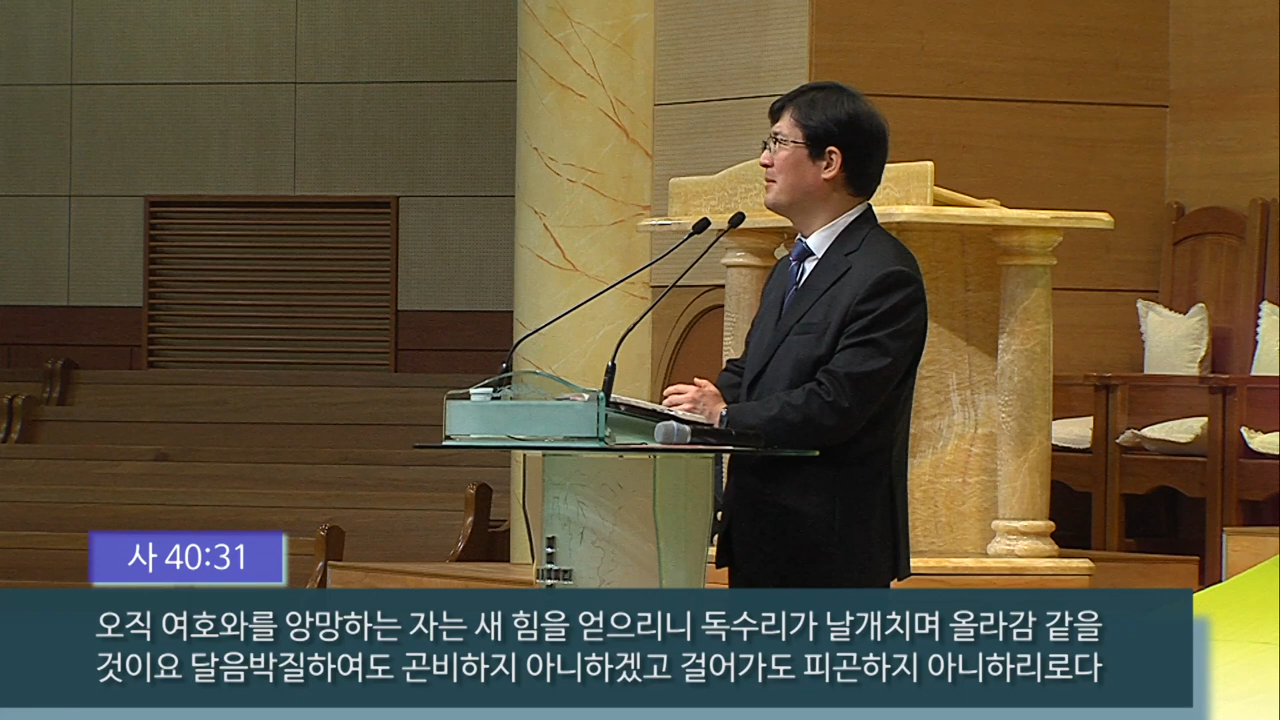 사 40:31
오직 여호와를 앙망하는 자는 새 힘을 얻으리니 독수리가 날개치며 올라감 같을
것이요 달음박질하여도 곤비하지 아니하겠고 걸어가도 피곤하지 아니하리로다